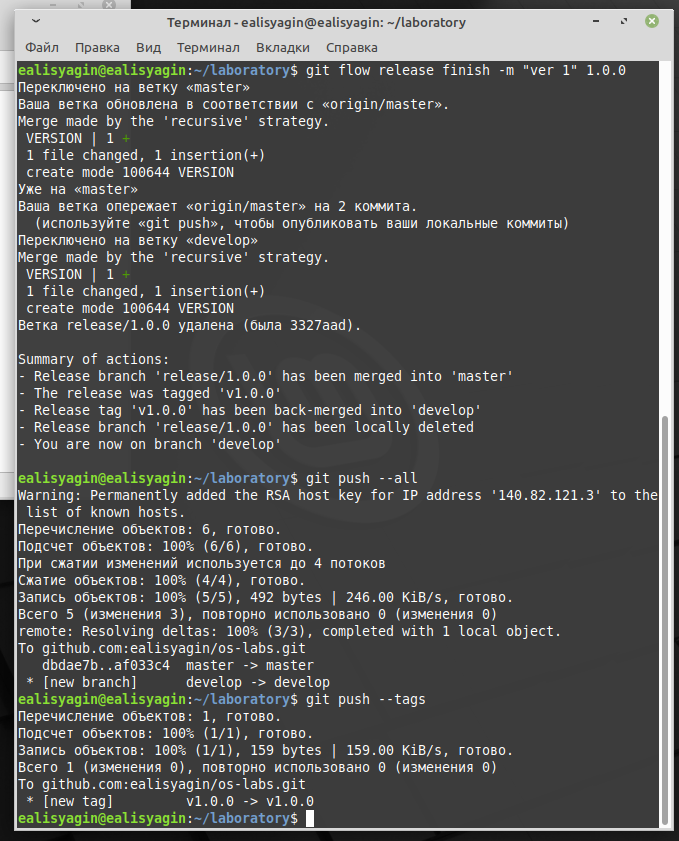 Терминал - ealisyagin@ealisyagin: ~/laboratory
Файл Правка Вид Терминал Вкладки Справка
ealisyagin@ealisyagin:~/laboratory$ git flow release finish -m "ver 1" 1.0.0
Переключено на ветку «master»
Ваша ветка обновлена в соответствии с «origin/master».
Merge made by the 'recursive' strategy.
 VERSION | 1 +
 1 file changed, 1 insertion(+)
 create mode 100644 VERSION
Уже на «master»
Ваша ветка опережает «origin/master» на 2 коммита.
  (используйте «git push», чтобы опубликовать ваши локальные коммиты)
Переключено на ветку «develop»
Merge made by the 'recursive' strategy.
 VERSION | 1 +
 1 file changed, 1 insertion(+)
 create mode 100644 VERSION
Ветка release/1.0.0 удалена (была 3327aad).
Summary of actions:
- Release branch 'release/1.0.0' has been merged into 'master'
- The release was tagged 'v1.0.0'
- Release tag 'v1.0.0' has been back-merged into 'develop'
- Release branch 'release/1.0.0' has been locally deleted
- You are now on branch 'develop'
ealisyagin@ealisyagin:~/laboratory$ git push --all
Warning: Permanently added the RSA host key for IP address '140.82.121.3' to the
 list of known hosts.
Перечисление объектов: 6, готово.
Подсчет объектов: 100% (6/6), готово.
При сжатии изменений используется до 4 потоков
Сжатие объектов: 100% (4/4), готово.
Запись объектов: 100% (5/5), 492 bytes | 246.00 KiB/s, готово.
Всего 5 (изменения 3), повторно использовано 0 (изменения 0)
remote: Resolving deltas: 100% (3/3), completed with 1 local object.
To github.com:ealisyagin/os-labs.git
   dbdae7b..af033c4  master -> master
 * [new branch]      develop -> develop
ealisyagin@ealisyagin:~/laboratory$ git push --tags
Перечисление объектов: 1, готово.
Подсчет объектов: 100% (1/1), готово.
Запись объектов: 100% (1/1), 159 bytes | 159.00 KiB/s, готово.
Всего 1 (изменения 0), повторно использовано 0 (изменения 0)
To github.com:ealisyagin/os-labs.git
 * [new tag]         v1.0.0 -> v1.0.0
ealisyagin@ealisyagin:~/laboratory$